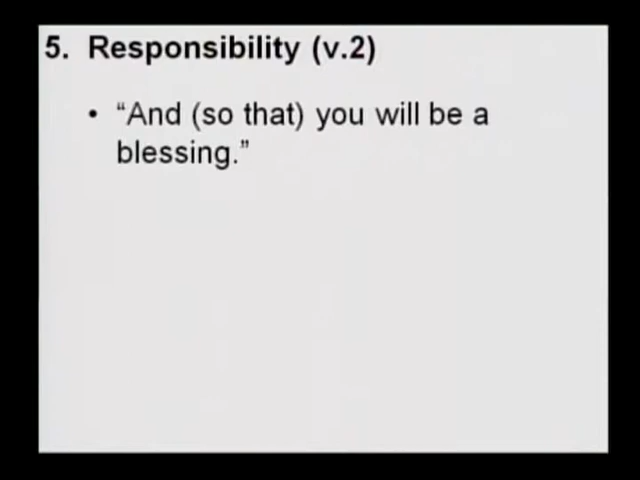 5. Responsibility (v.2)
• “And (so that) you will be a
blessing.”